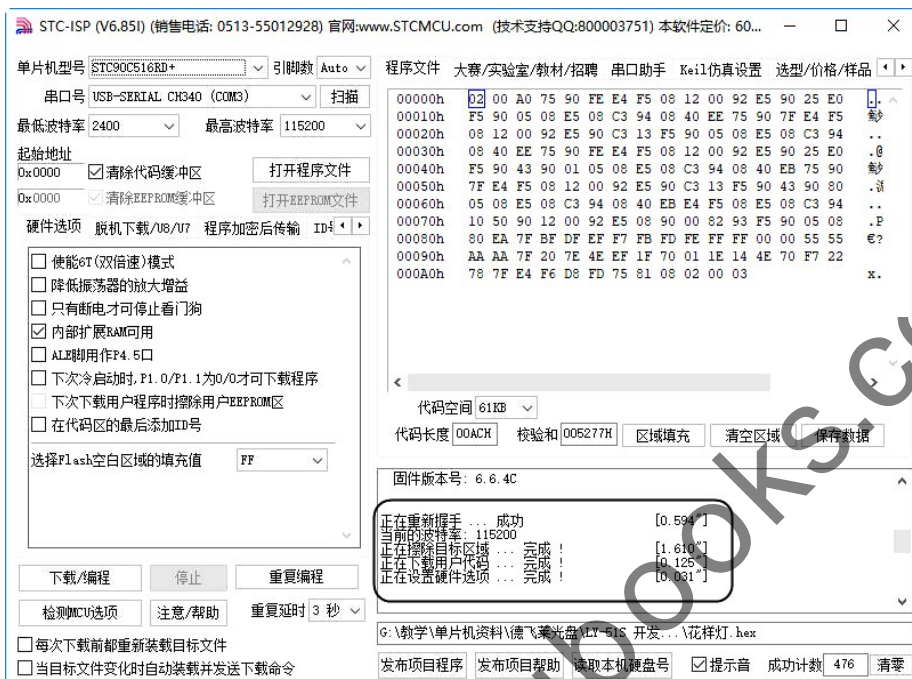 STC-ISP (V6.85I) (销售电话: 0513-55012928) 官网:www.STCMCU.com (技术支持QQ:800003751) 本软件定价: 60...
单片机型号 STC90C516RD+ 引脚数 Auto
串口号 USB-SERIAL CH340 (COM3) 扫描
最低波特率 2400 最高波特率 115200
起始地址
0x0000 清除代码缓冲区 打开程序文件
0x0000 清除EEPROM缓冲区 打开EEPROM文件
硬件选项 脱机下载/U8/U7 程序加密后传输
使能6T(双倍速)模式
降低振荡器的放大增益
只有断电才可停止看门狗
内部扩展RAM可用
ALE脚用作P4.5口
下次冷启动时,P1.0/P1.1为0/0才可下载程序
下次下载用户程序时擦除用户EEPROM区
在代码区的最后添加ID号
选择Flash空白区域的填充值 FF
下载/编程 停止 重复编程
检测MCU选项 注意/帮助 重复延时 3 秒
每次下载前都重新装载目标文件
当目标文件变化时自动装载并发送下载命令
程序文件 大赛/实验室/教材/招聘 串口助手 Keil仿真设置 选型/价格/样品
00000h 02 00 A0 75 90 FE E4 F5 08 12 00 92 E5 90 25 E0 ..
00010h F5 90 05 08 E5 08 C3 94 08 40 EE 75 90 7F E4 F5
00020h 08 12 00 92 E5 90 C3 13 F5 90 05 08 E5 08 C3 94 ..
00030h 08 40 EE 75 90 FE E4 F5 08 12 00 92 E5 90 25 E0 .@
00040h F5 90 43 90 01 05 08 E5 08 C3 94 08 40 EB 75 90
00050h 7F E4 F5 08 12 00 92 E5 90 C3 13 F5 90 43 90 80
00060h 05 08 E5 08 C3 94 08 40 EB E4 F5 08 E5 08 C3 94 ..
00070h 10 50 90 12 00 92 E5 08 90 00 82 93 F5 90 05 08 .P
00080h 80 EA 7F BF DF EF F7 FB FD FE FF FF 00 00 55 55 €?
00090h AA AA 7F 20 7E 4E EF 1F 70 01 1E 14 4E 70 F7 22
000A0h 78 7F E4 F6 D8 FD 75 81 08 02 00 03 x.
代码空间 61KB
代码长度 00ACH 校验和 005277H 区域填充 清空区域 保存数据
固件版本号: 6.6.4C
正在重新握手 ... 成功 [0.594"]
当前的波特率: 115200
正在擦除目标区域 ... 完成 ! [1.610"]
正在下载用户代码 ... 完成 ! [0.125"]
正在设置硬件选项 ... 完成 ! [0.031"]
G:\教学\单片机资料\德飞莱光盘\LY-51S 开发...\花样灯.hex
发布项目程序 发布项目帮助 读取本机硬盘号 提示音 成功计数 476 清零